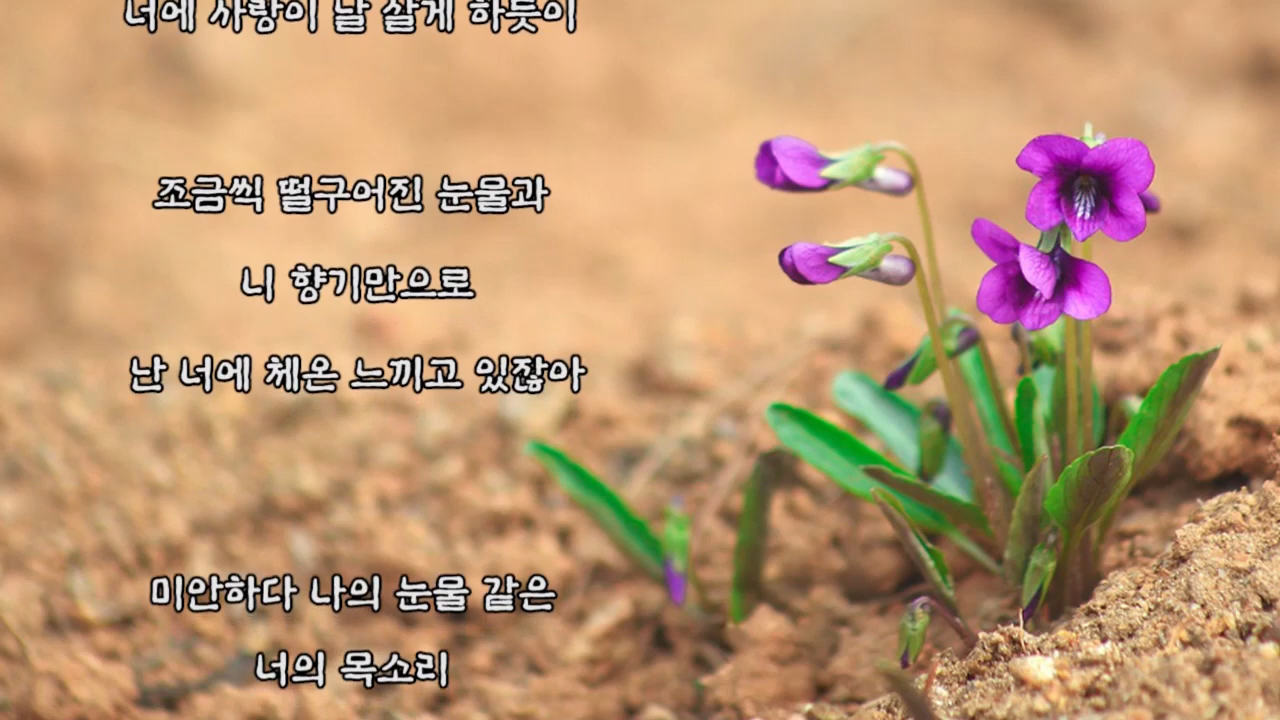 너에 사랑이 날 살게 하듯이
조금씩 떨구어진 눈물과
니 향기만으로
난 너에 체온 느끼고 있잖아
미안하다 나의 눈물 같은
너의 목소리